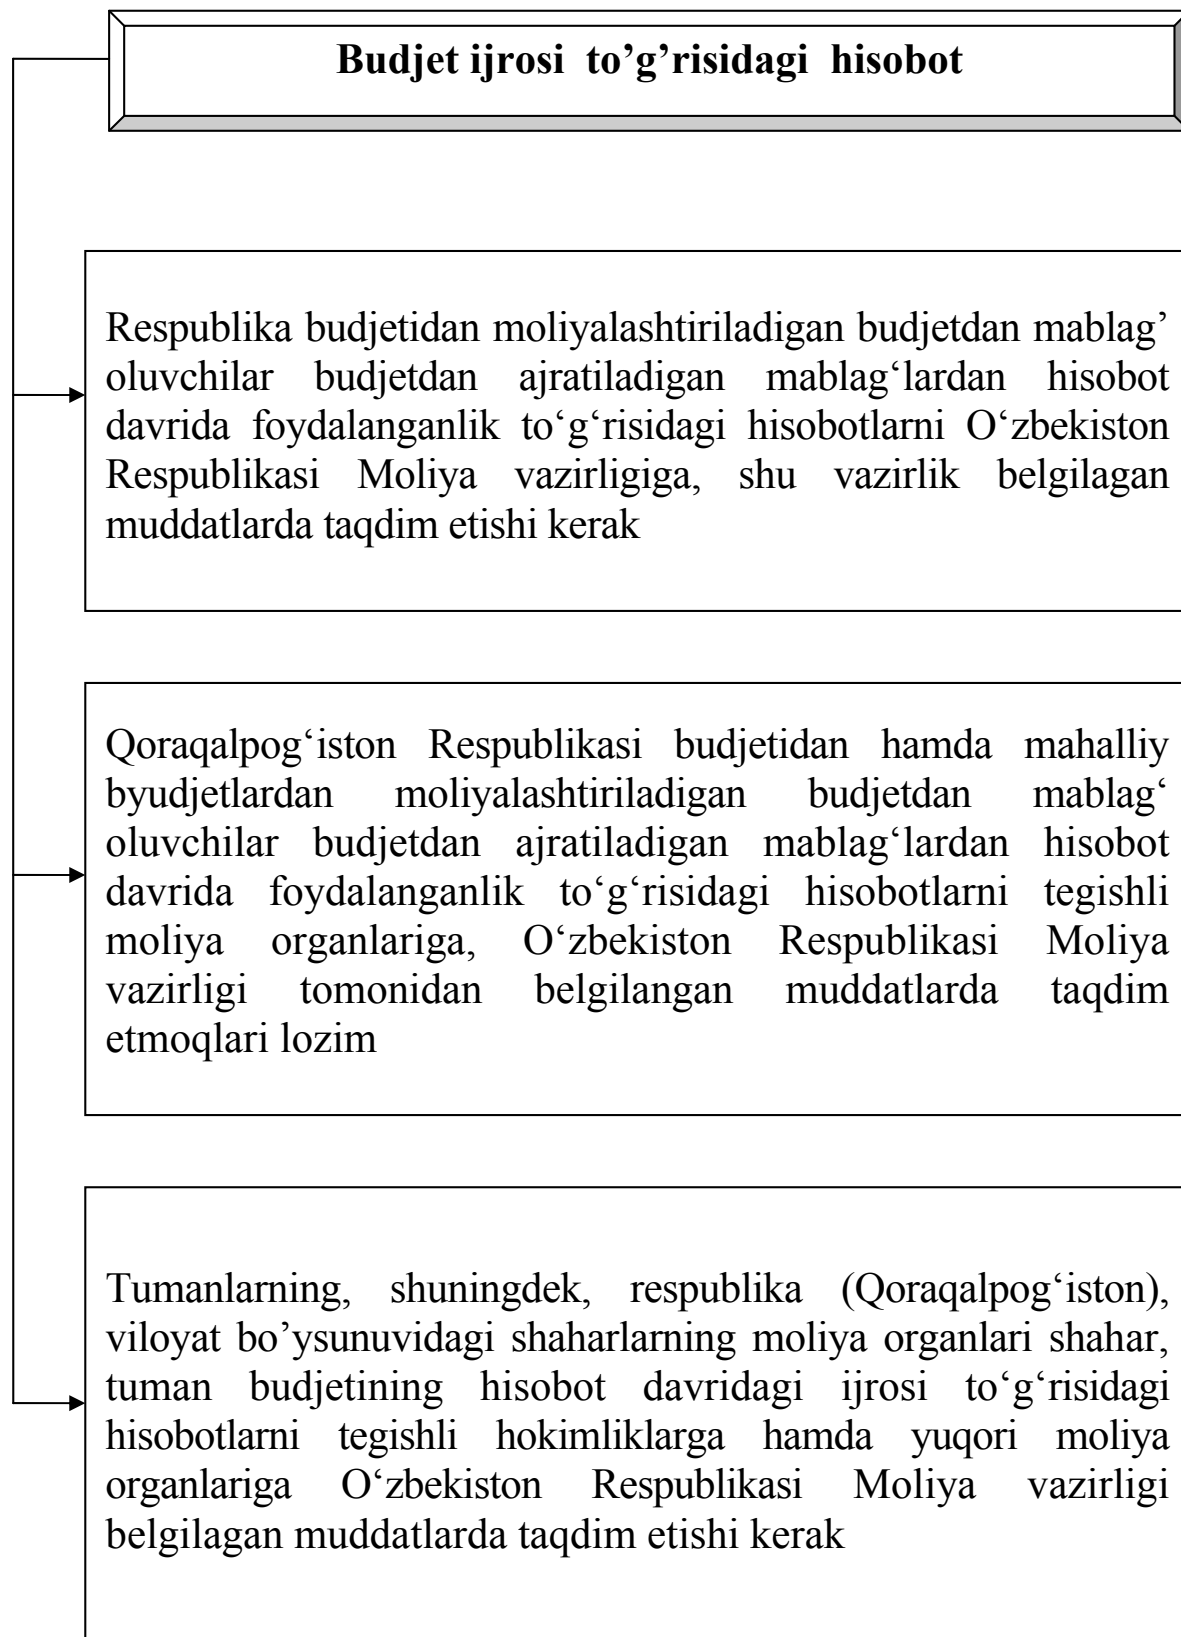 Budjet ijrosi to’g’risidagi hisobot
Respublika budjetidan moliyalashtiriladigan budjetdan mablag’
oluvchilar budjetdan ajratiladigan mablag‘lardan hisobot
davrida foydalanganlik to‘g‘risidagi hisobotlarni O‘zbekiston
Respublikasi Moliya vazirligiga, shu vazirlik belgilagan
muddatlarda taqdim etishi kerak
Qoraqalpog‘iston Respublikasi budjetidan hamda mahalliy
byudjetlardan moliyalashtiriladigan budjetdan mablag‘
oluvchilar budjetdan ajratiladigan mablag‘lardan hisobot
davrida foydalanganlik to‘g‘risidagi hisobotlarni tegishli
moliya organlariga, O‘zbekiston Respublikasi Moliya
vazirligi tomonidan belgilangan muddatlarda taqdim
etmoqlari lozim
Tumanlarning, shuningdek, respublika (Qoraqalpog‘iston),
viloyat bo’ysunuvidagi shaharlarning moliya organlari shahar,
tuman budjetining hisobot davridagi ijrosi to‘g‘risidagi
hisobotlarni tegishli hokimliklarga hamda yuqori moliya
organlariga O‘zbekiston Respublikasi Moliya vazirligi
belgilagan muddatlarda taqdim etishi kerak